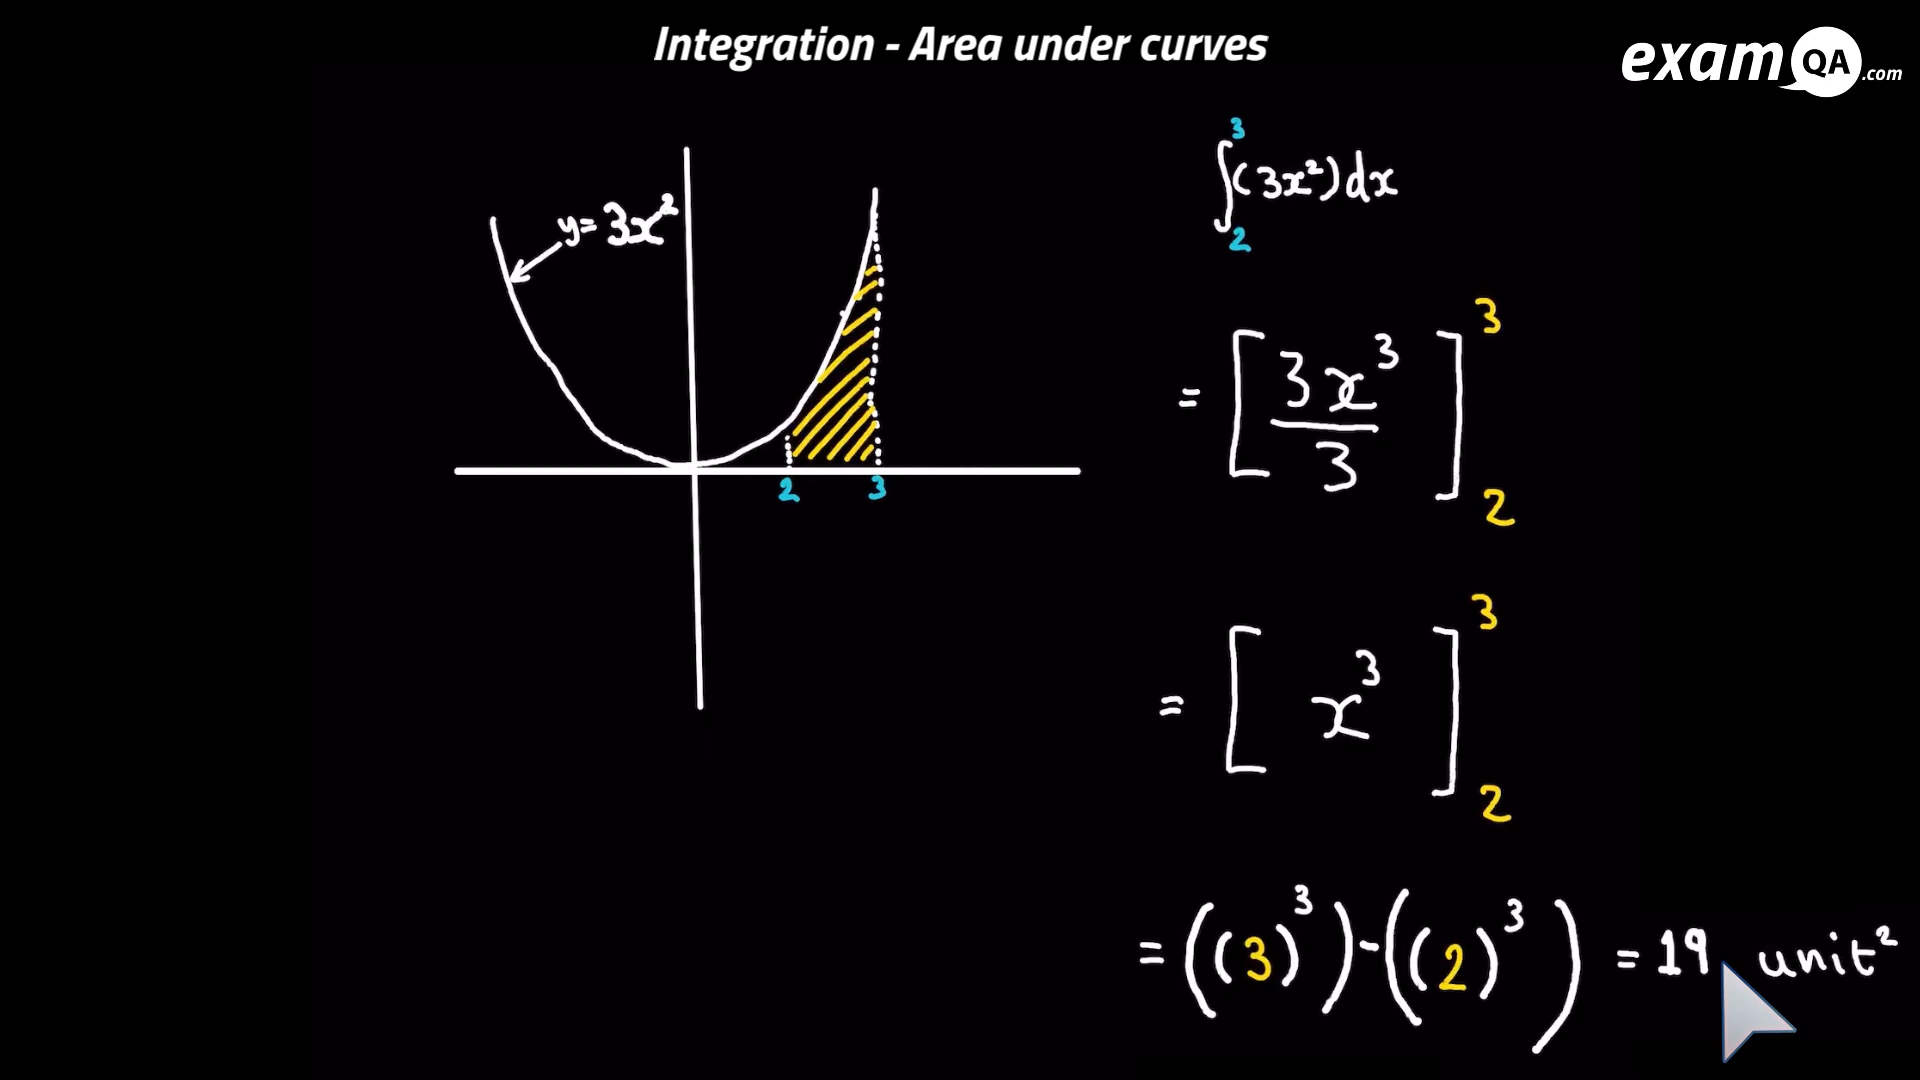 Integration - Area under curves
examQA.com
y=3x²
2 3
∫₂³(3x²)dx
= [3x³/3]₂³
= [x³]₂³
= ((3)³)-((2)³) = 19 unit²